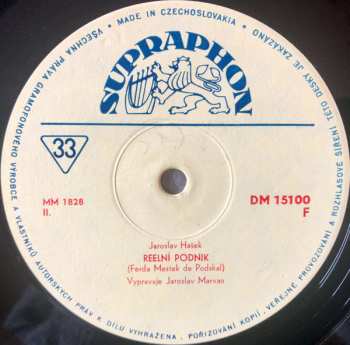 VŠECHNA PRÁVA GRAMOFONOVÉHO VÝROBCE A VLASTNÍKŮ AUTORSKÝCH PRÁV K DÍLU VYHRAŽENA. POŘIZOVÁNÍ KOPIÍ, VEŘEJNÉ PROVOZOVÁNÍ A ROZHLASOVÉ ŠÍŘENÍ TÉTO DESKY JE ZAKÁZÁNO
• MADE IN CZECHOSLOVAKIA •
SUPRAPHON
33
MM 1828
II.
DM 15100
F
Jaroslav Hašek
REELNÍ PODNIK
(Ferda Mestek de Podskal)
Vypravuje Jaroslav Marvan